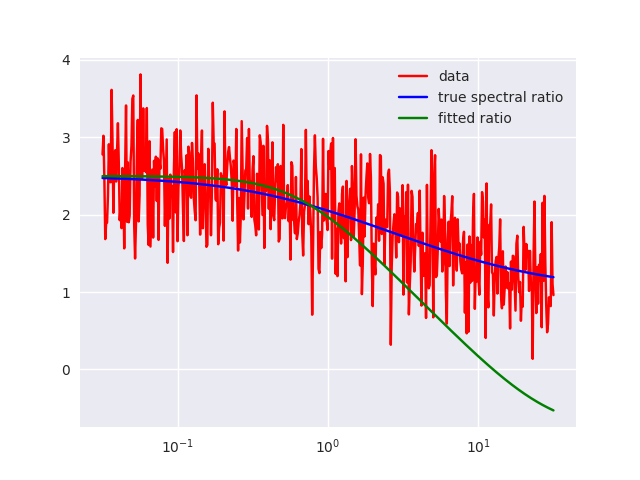 4
3
2
1
0
10⁻¹
10⁰
10¹
data
true spectral ratio
fitted ratio